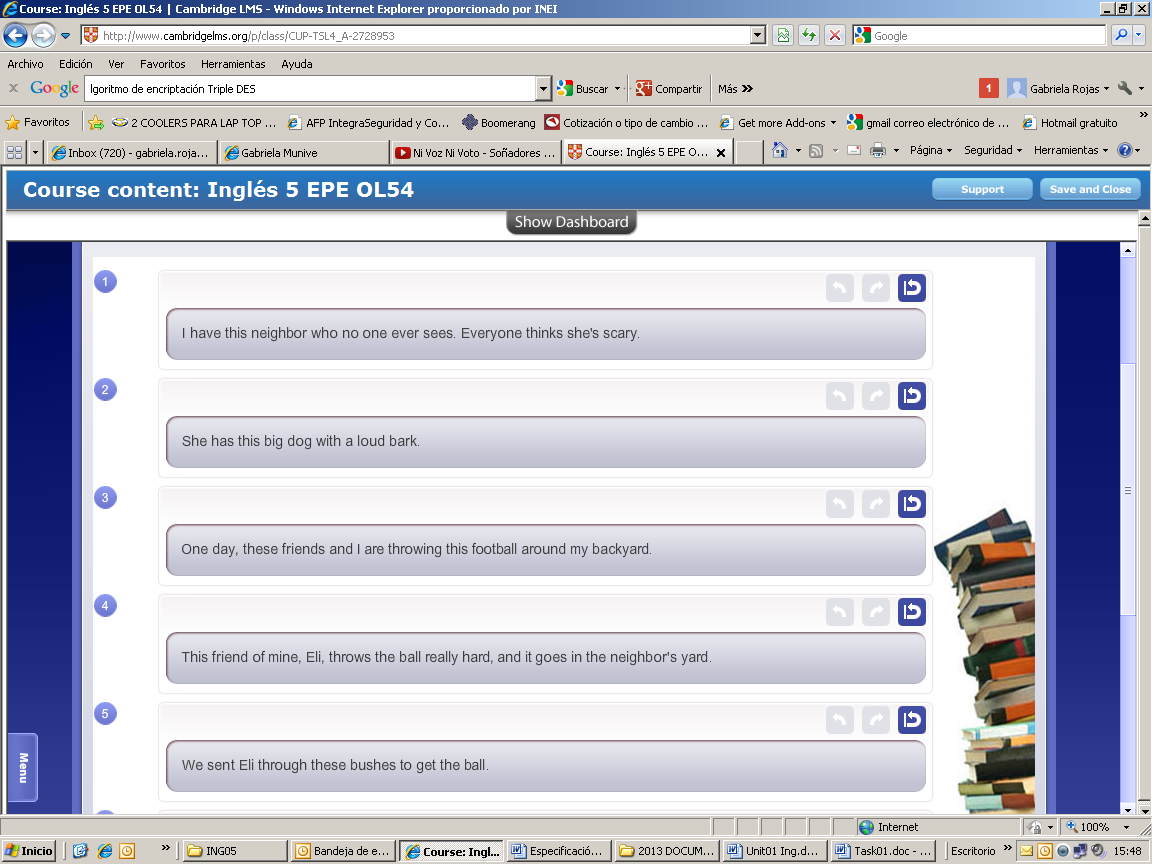 Course: Inglés 5 EPE OL54 | Cambridge LMS - Windows Internet Explorer proporcionado por INEI
http://www.cambridgelms.org/p/class/CUP-TSL4_A-2728953
Google
Archivo Edición Ver Favoritos Herramientas Ayuda
x Google lgoritmo de encriptación Triple DES Buscar Compartir Más » 1 Gabriela Rojas
Favoritos 2 COOLERS PARA LAP TOP ... AFP IntegraSeguridad y Co... Boomerang Cotización o tipo de cambio ... Get more Add-ons gmail correo electrónico de ... Hotmail gratuito »
Inbox (720) - gabriela.roja... Gabriela Munive Ni Voz Ni Voto - Soñadores ... Course: Inglés 5 EPE O... Página Seguridad Herramientas »
Course content: Inglés 5 EPE OL54 Support Save and Close
Show Dashboard
1
I have this neighbor who no one ever sees. Everyone thinks she's scary.
2
She has this big dog with a loud bark.
3
One day, these friends and I are throwing this football around my backyard.
4
This friend of mine, Eli, throws the ball really hard, and it goes in the neighbor's yard.
5
We sent Eli through these bushes to get the ball.
Menu
Internet 100%
Inicio » ING05 Bandeja de e... Course: Ingl... Especificació... 2013 DOCUM... Unit01 Ing.d... Task01.doc - ... Escritorio » 15:48